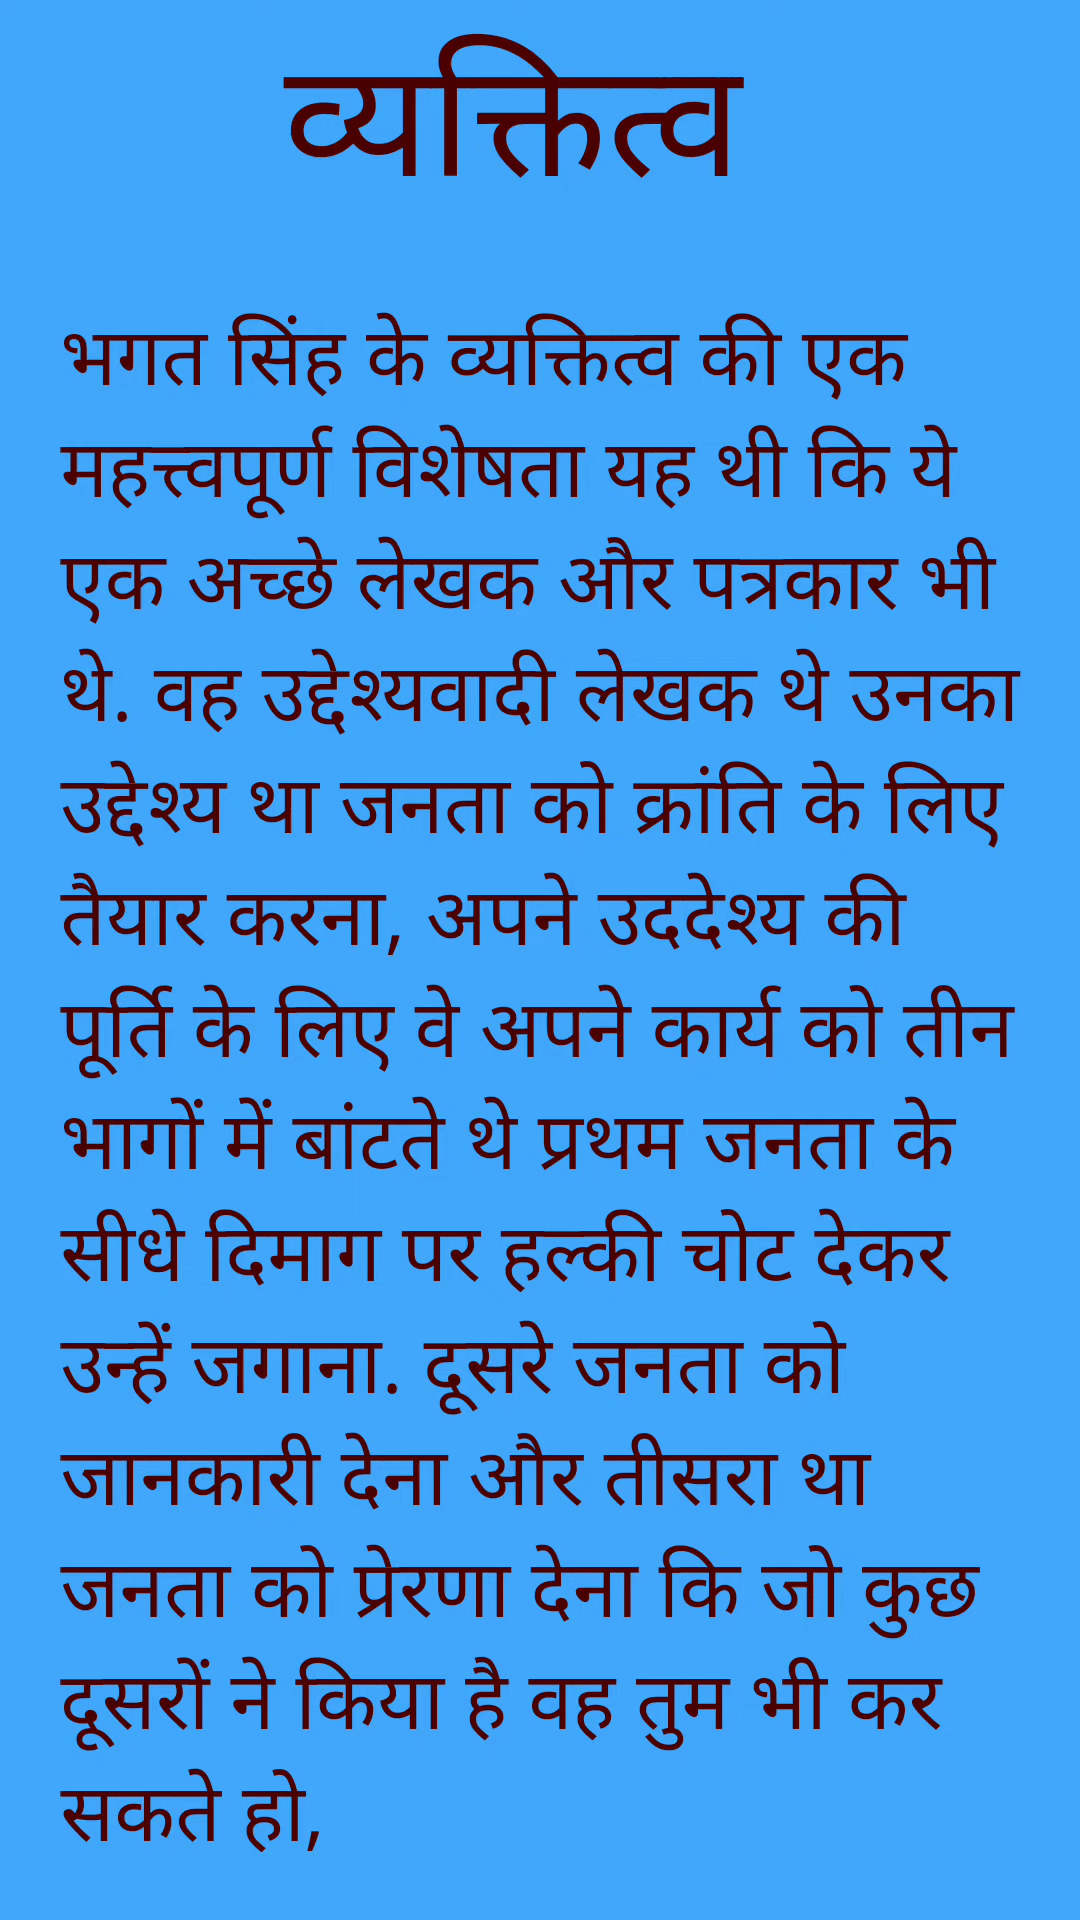 व्यक्तित्व
भगत सिंह के व्यक्तित्व की एक
महत्त्वपूर्ण विशेषता यह थी कि ये
एक अच्छे लेखक और पत्रकार भी
थे. वह उद्देश्यवादी लेखक थे उनका
उद्देश्य था जनता को क्रांति के लिए
तैयार करना, अपने उददेश्य की
पूर्ति के लिए वे अपने कार्य को तीन
भागों में बांटते थे प्रथम जनता के
सीधे दिमाग पर हल्की चोट देकर
उन्हें जगाना. दूसरे जनता को
जानकारी देना और तीसरा था
जनता को प्रेरणा देना कि जो कुछ
दूसरों ने किया है वह तुम भी कर
सकते हो,